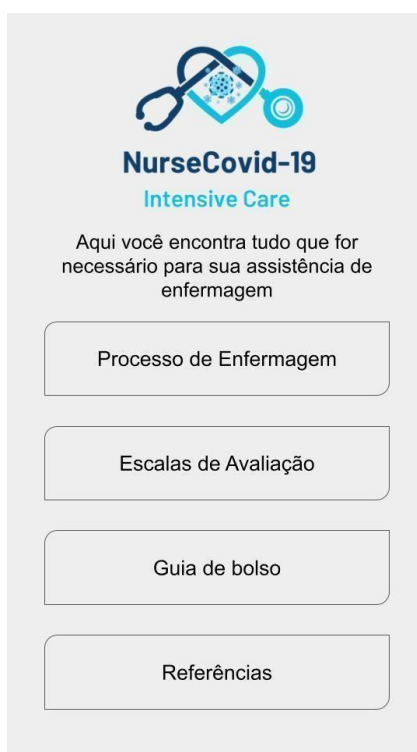 NurseCovid-19
Intensive Care
Aqui você encontra tudo que for
necessário para sua assistência de
enfermagem
Processo de Enfermagem
Escalas de Avaliação
Guia de bolso
Referências